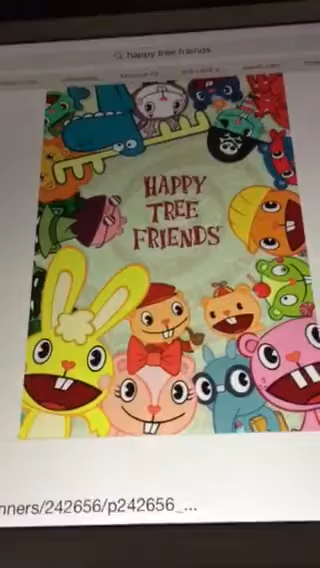 happy tree friends
HAPPY
TREE
FRIENDS
nners/242656/p242656_...